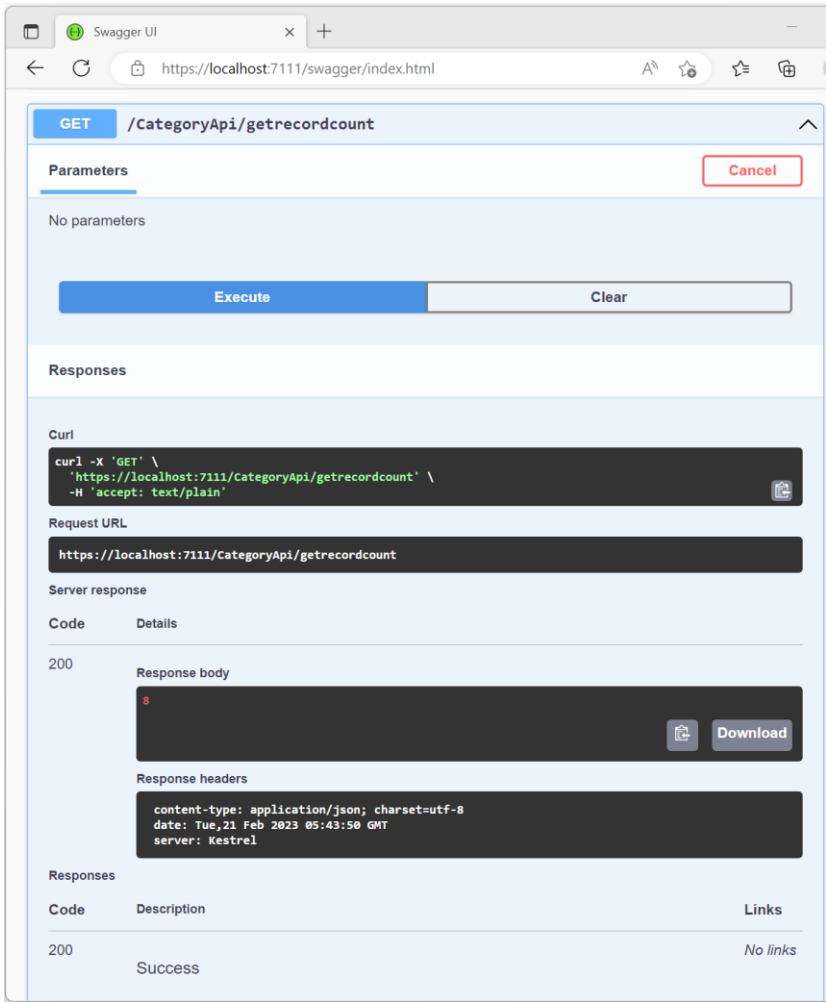 Swagger UI
https://localhost:7111/swagger/index.html
GET /CategoryApi/getrecordcount
Parameters
Cancel
No parameters
Execute
Clear
Responses
Curl
curl -X 'GET' \
'https://localhost:7111/CategoryApi/getrecordcount' \
-H 'accept: text/plain'
Request URL
https://localhost:7111/CategoryApi/getrecordcount
Server response
Code Details
200
Response body
8
Download
Response headers
content-type: application/json; charset=utf-8
date: Tue,21 Feb 2023 05:43:50 GMT
server: Kestrel
Responses
Code Description Links
200 No links
Success